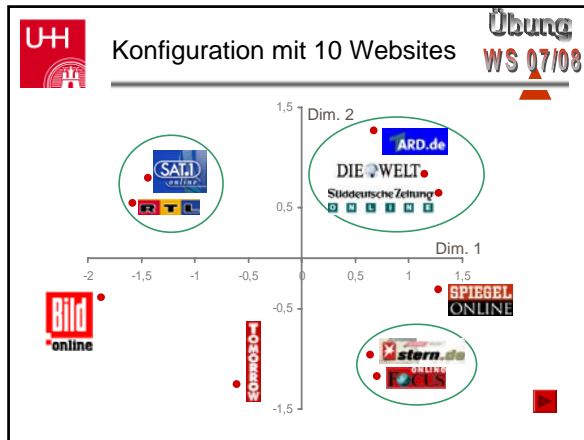 UHH
Konfiguration mit 10 Websites
Übung
WS 07/08
1,5
Dim. 2
ARD.de
SAT.1
online
DIE WELT
Süddeutsche Zeitung
ONLINE
RTL
0,5
Dim. 1
-2
-1,5
-1
-0,5
0
0,5
1
1,5
Bild
online
SPIEGEL
ONLINE
-0,5
TOMORROW
stern.de
ONLINE
FOCUS
-1,5